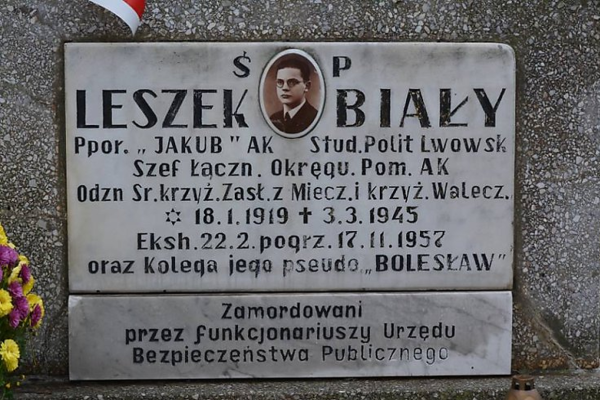 Ś P
LESZEK BIAŁY
Ppor. „JAKUB" AK Stud. Polit Lwowsk
Szef Łączn. Okręgu. Pom. AK
Odzn Sr. krzyż. Zasł. z Miecz. i krzyż. Walecz.
✡ 18.1.1919 ✝ 3.3.1945
Eksh. 22.2. pogrz. 17.11.1957
oraz Kolega jego pseudo „BOLESŁAW"
Zamordowani
przez funkcjonariuszy Urzędu
Bezpieczeństwa Publicznego